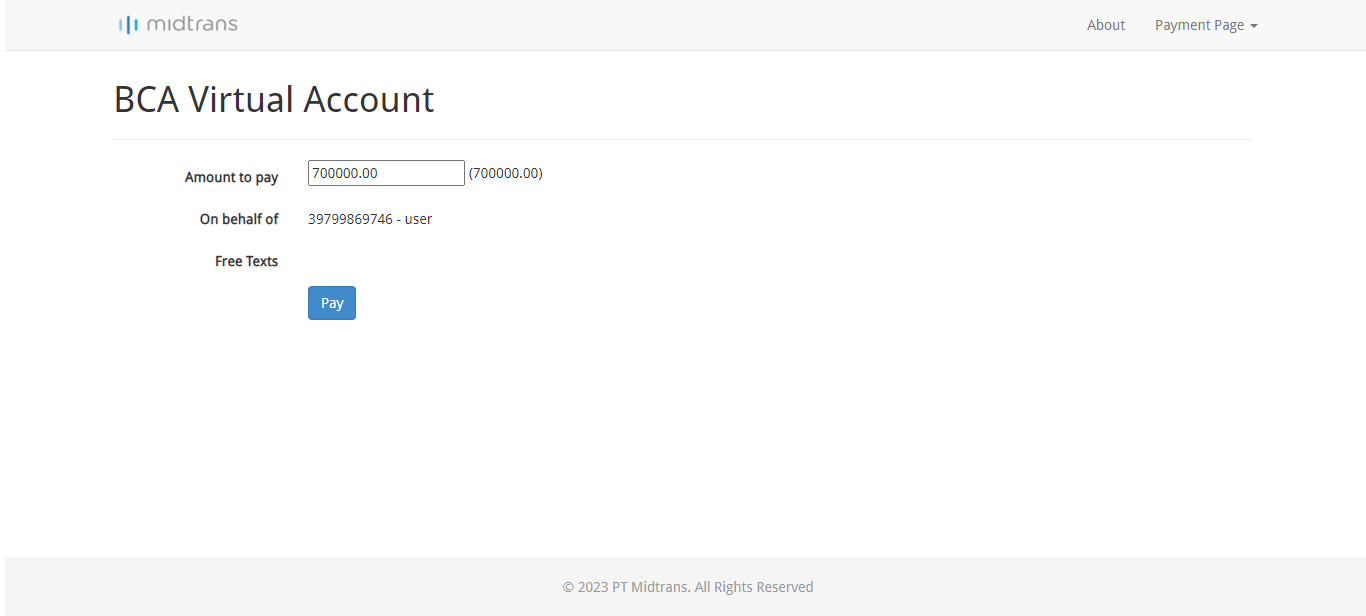 midtrans
About
Payment Page
BCA Virtual Account
Amount to pay 700000.00 (700000.00)
On behalf of 39799869746 - user
Free Texts
Pay
© 2023 PT Midtrans. All Rights Reserved